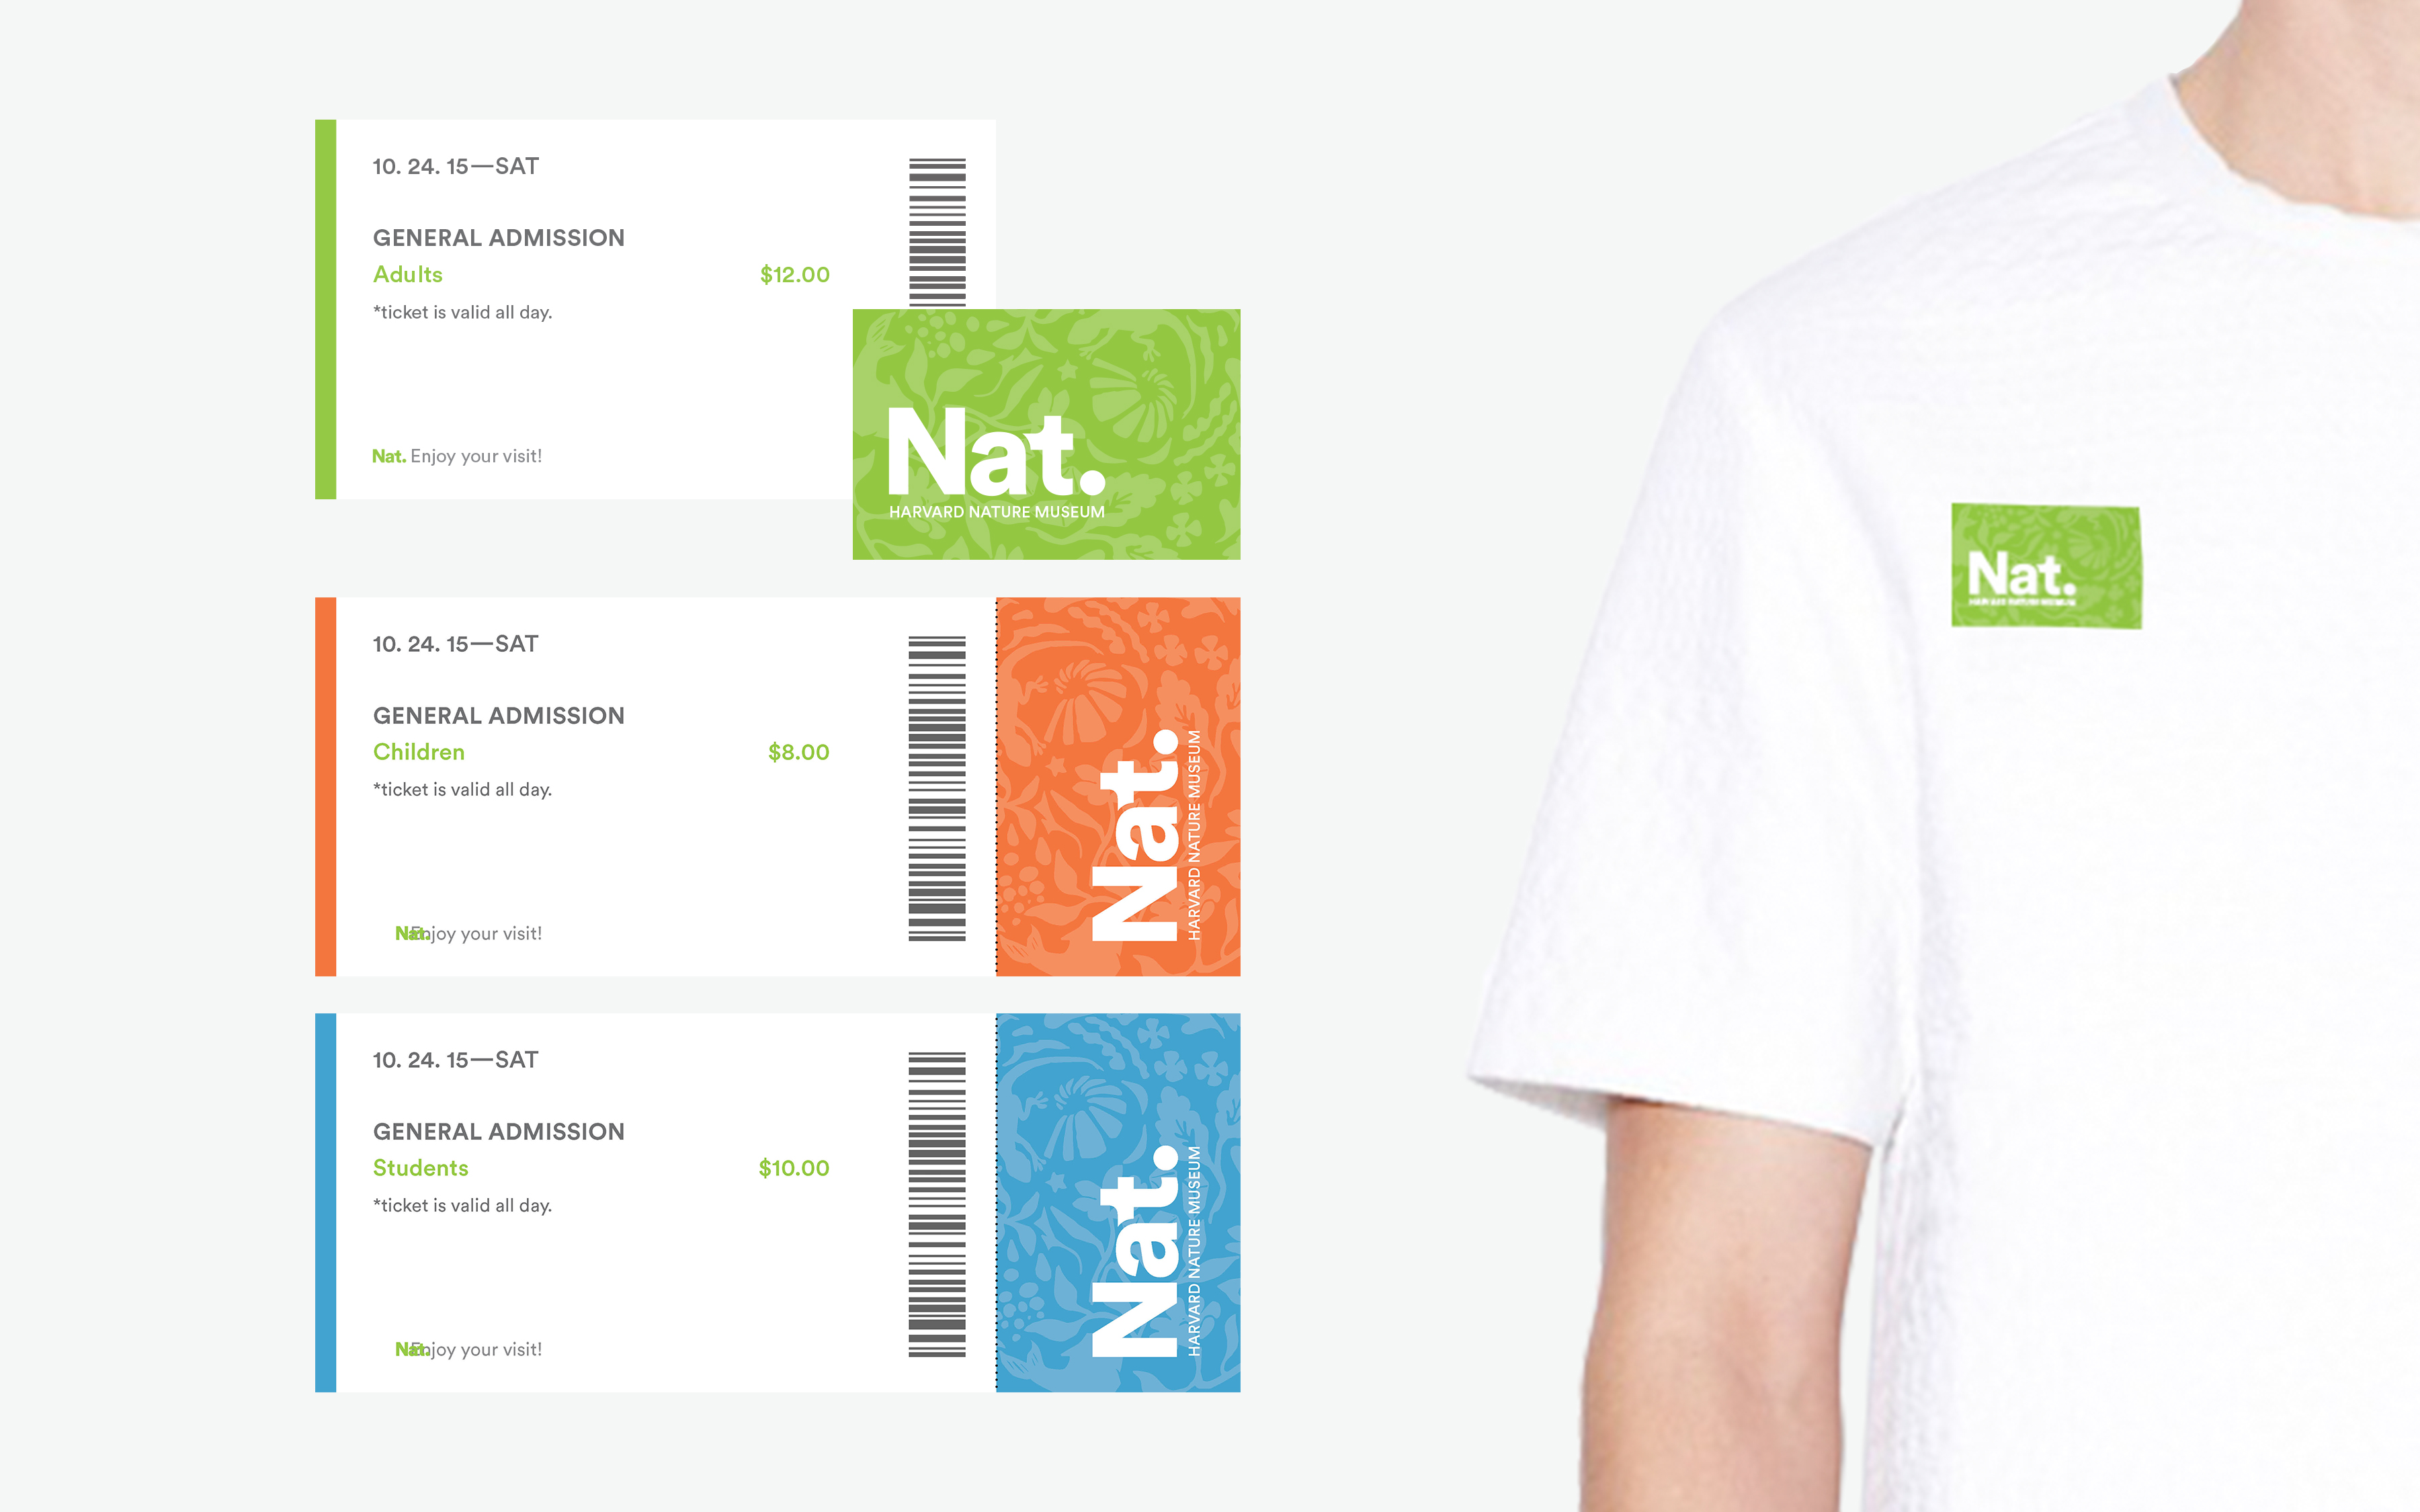 10. 24. 15—SAT
GENERAL ADMISSION
Adults $12.00
*ticket is valid all day.
Nat. Enjoy your visit!
Nat.
HARVARD NATURE MUSEUM
10. 24. 15—SAT
GENERAL ADMISSION
Children $8.00
*ticket is valid all day.
Nat. Enjoy your visit!
Nat.
HARVARD NATURE MUSEUM
10. 24. 15—SAT
GENERAL ADMISSION
Students $10.00
*ticket is valid all day.
Nat. Enjoy your visit!
Nat.
HARVARD NATURE MUSEUM
Nat.
HARVARD NATURE MUSEUM